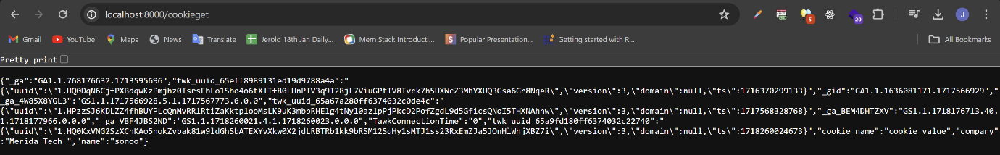 localhost:8000/cookieget
J
5
20
Gmail YouTube Maps News Translate Jerold 18th Jan Daily... Mern Stack Introducti... Popular Presentation... Getting started with R... All Bookmarks
Pretty print
{"_ga":"GA1.1.768176632.1713595696","twk_uuid_65eff8989131ed19d9788a4a":"
{\"uuid\":\"1.HQ0DqN6CjfPXBdqwKzPmjhz0IsrsEbLo1Sbo4o6tXlTf80LHnPIV3q9T28jL7ViuGPtTV8Ivck7h5UXWcZ3MhYXUQ3Gsa6Gr8NqeR\",\"version\":3,\"domain\":null,\"ts\":1716370299133}","_gid":"GA1.1.1636081171.1717566929","
_ga_4W85X8YGL3":"GS1.1.1717566928.5.1.1717567773.0.0.0","twk_uuid_65a67a280ff6374032c0de4c":"
{\"uuid\":\"1.HPzzSJ6KDLZZ4fhBUYPLcQnMvRR1RtiZaKktp1ooMsLK9uK3mbbRHElg4tNyl0az1pPjPkcD2PofZgdL9d5GficsQNoI5THXNAhhw\",\"version\":3,\"domain\":null,\"ts\":1717568328768}","_ga_BEM4DHTZXV":"GS1.1.1718176713.40.
1.1718177966.0.0.0","_ga_VBF4JBS2ND":"GS1.1.1718260021.4.1.1718260023.0.0.0","TawkConnectionTime":"0","twk_uuid_65a9fd180ff6374032c22740":"
{\"uuid\":\"1.HQ0KxVNG2SzXChKAo5nokZvbak81w9ldGhSbATEXYvXkw0X2jdLRBTRb1kk9bRSM12SqHy1sMTJ1ss23RxEmZJa5JOnHlWhjXBZ7i\",\"version\":3,\"domain\":null,\"ts\":1718260024673}","cookie_name":"cookie_value","company"
:"Merida Tech ","name":"sonoo"}